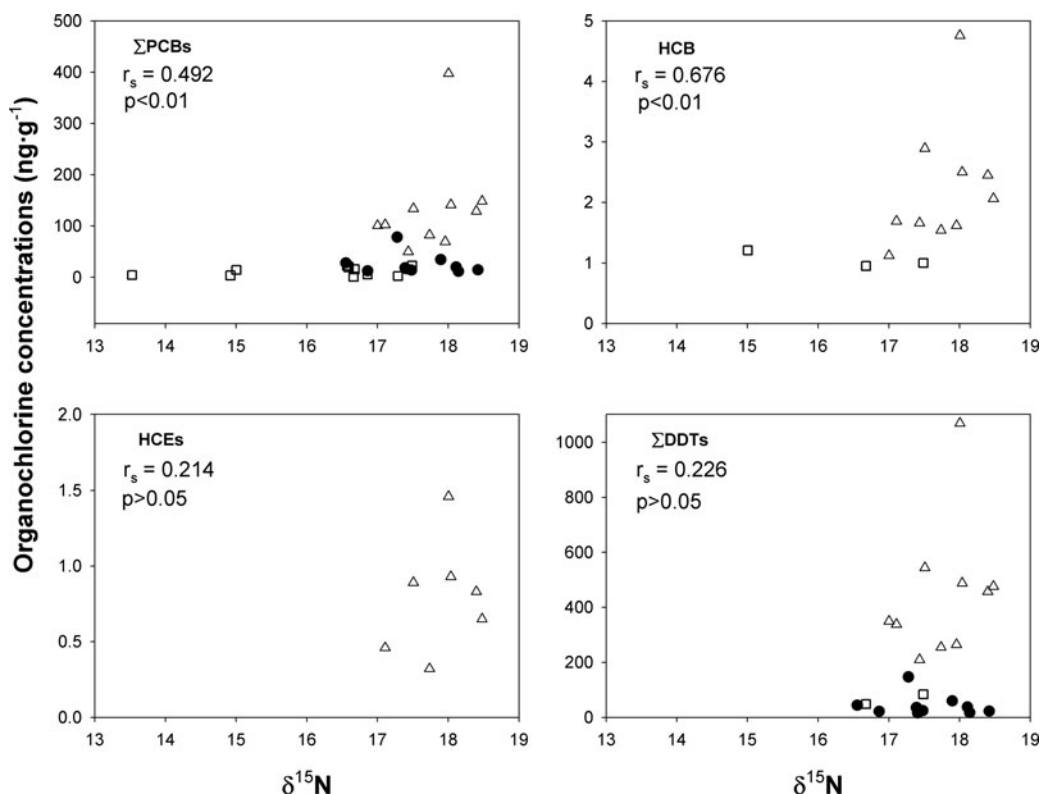 Organochlorine concentrations (ng·g⁻¹)
500
400
300
200
100
0
ΣPCBs
rₛ = 0.492
p<0.01
13 14 15 16 17 18 19
5
4
3
2
1
0
HCB
rₛ = 0.676
p<0.01
13 14 15 16 17 18 19
2.0
1.5
1.0
0.5
0.0
HCEs
rₛ = 0.214
p>0.05
13 14 15 16 17 18 19
δ¹⁵N
1000
800
600
400
200
0
ΣDDTs
rₛ = 0.226
p>0.05
13 14 15 16 17 18 19
δ¹⁵N